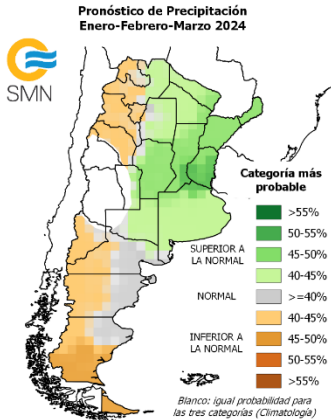 Pronóstico de Precipitación
Enero-Febrero-Marzo 2024
SMN
Categoría más
probable
>55%
50-55%
45-50%
SUPERIOR A
LA NORMAL
40-45%
NORMAL
>=40%
40-45%
INFERIOR A
LA NORMAL
45-50%
50-55%
>55%
Blanco: igual probabilidad para
las tres categorías (Climatología)